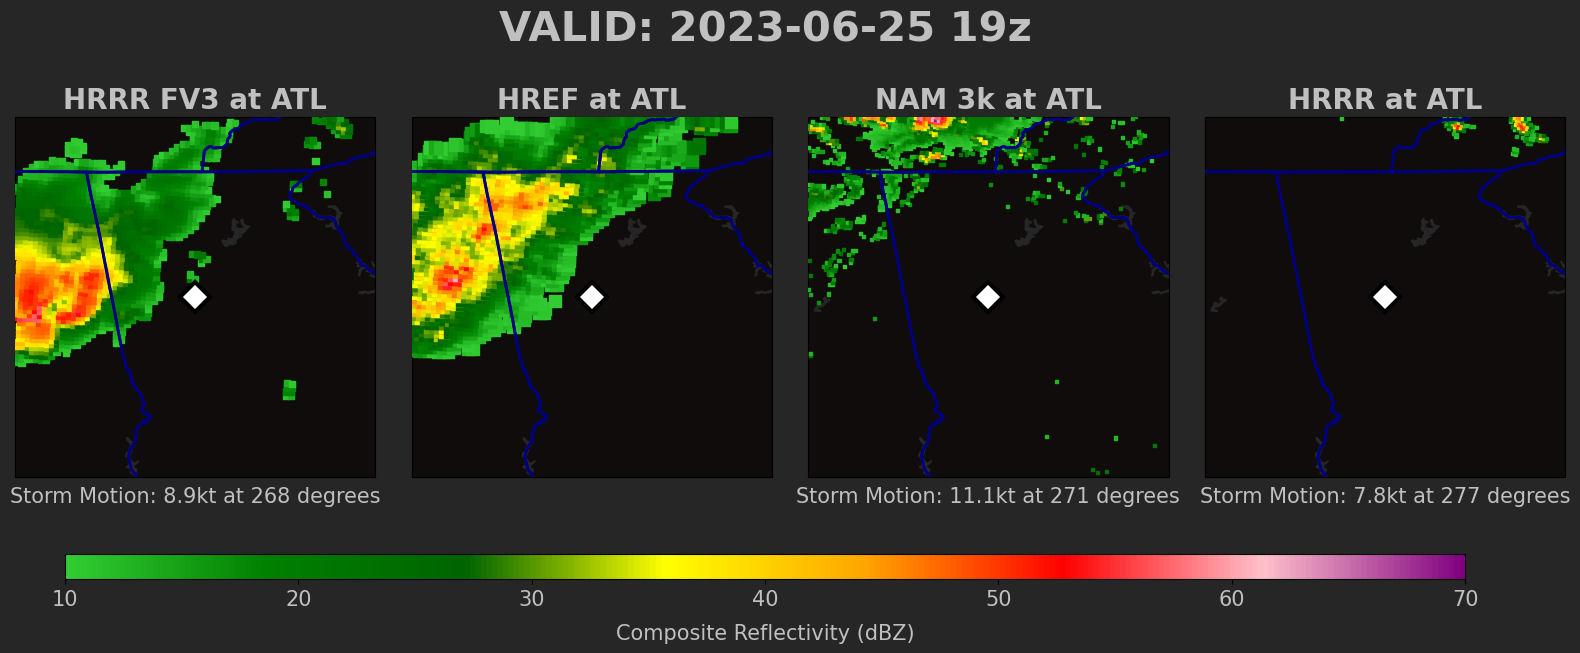 VALID: 2023-06-25 19z
HRRR FV3 at ATL
HREF at ATL
NAM 3k at ATL
HRRR at ATL
Storm Motion: 8.9kt at 268 degrees
Storm Motion: 11.1kt at 271 degrees
Storm Motion: 7.8kt at 277 degrees
10 20 30 40 50 60 70
Composite Reflectivity (dBZ)